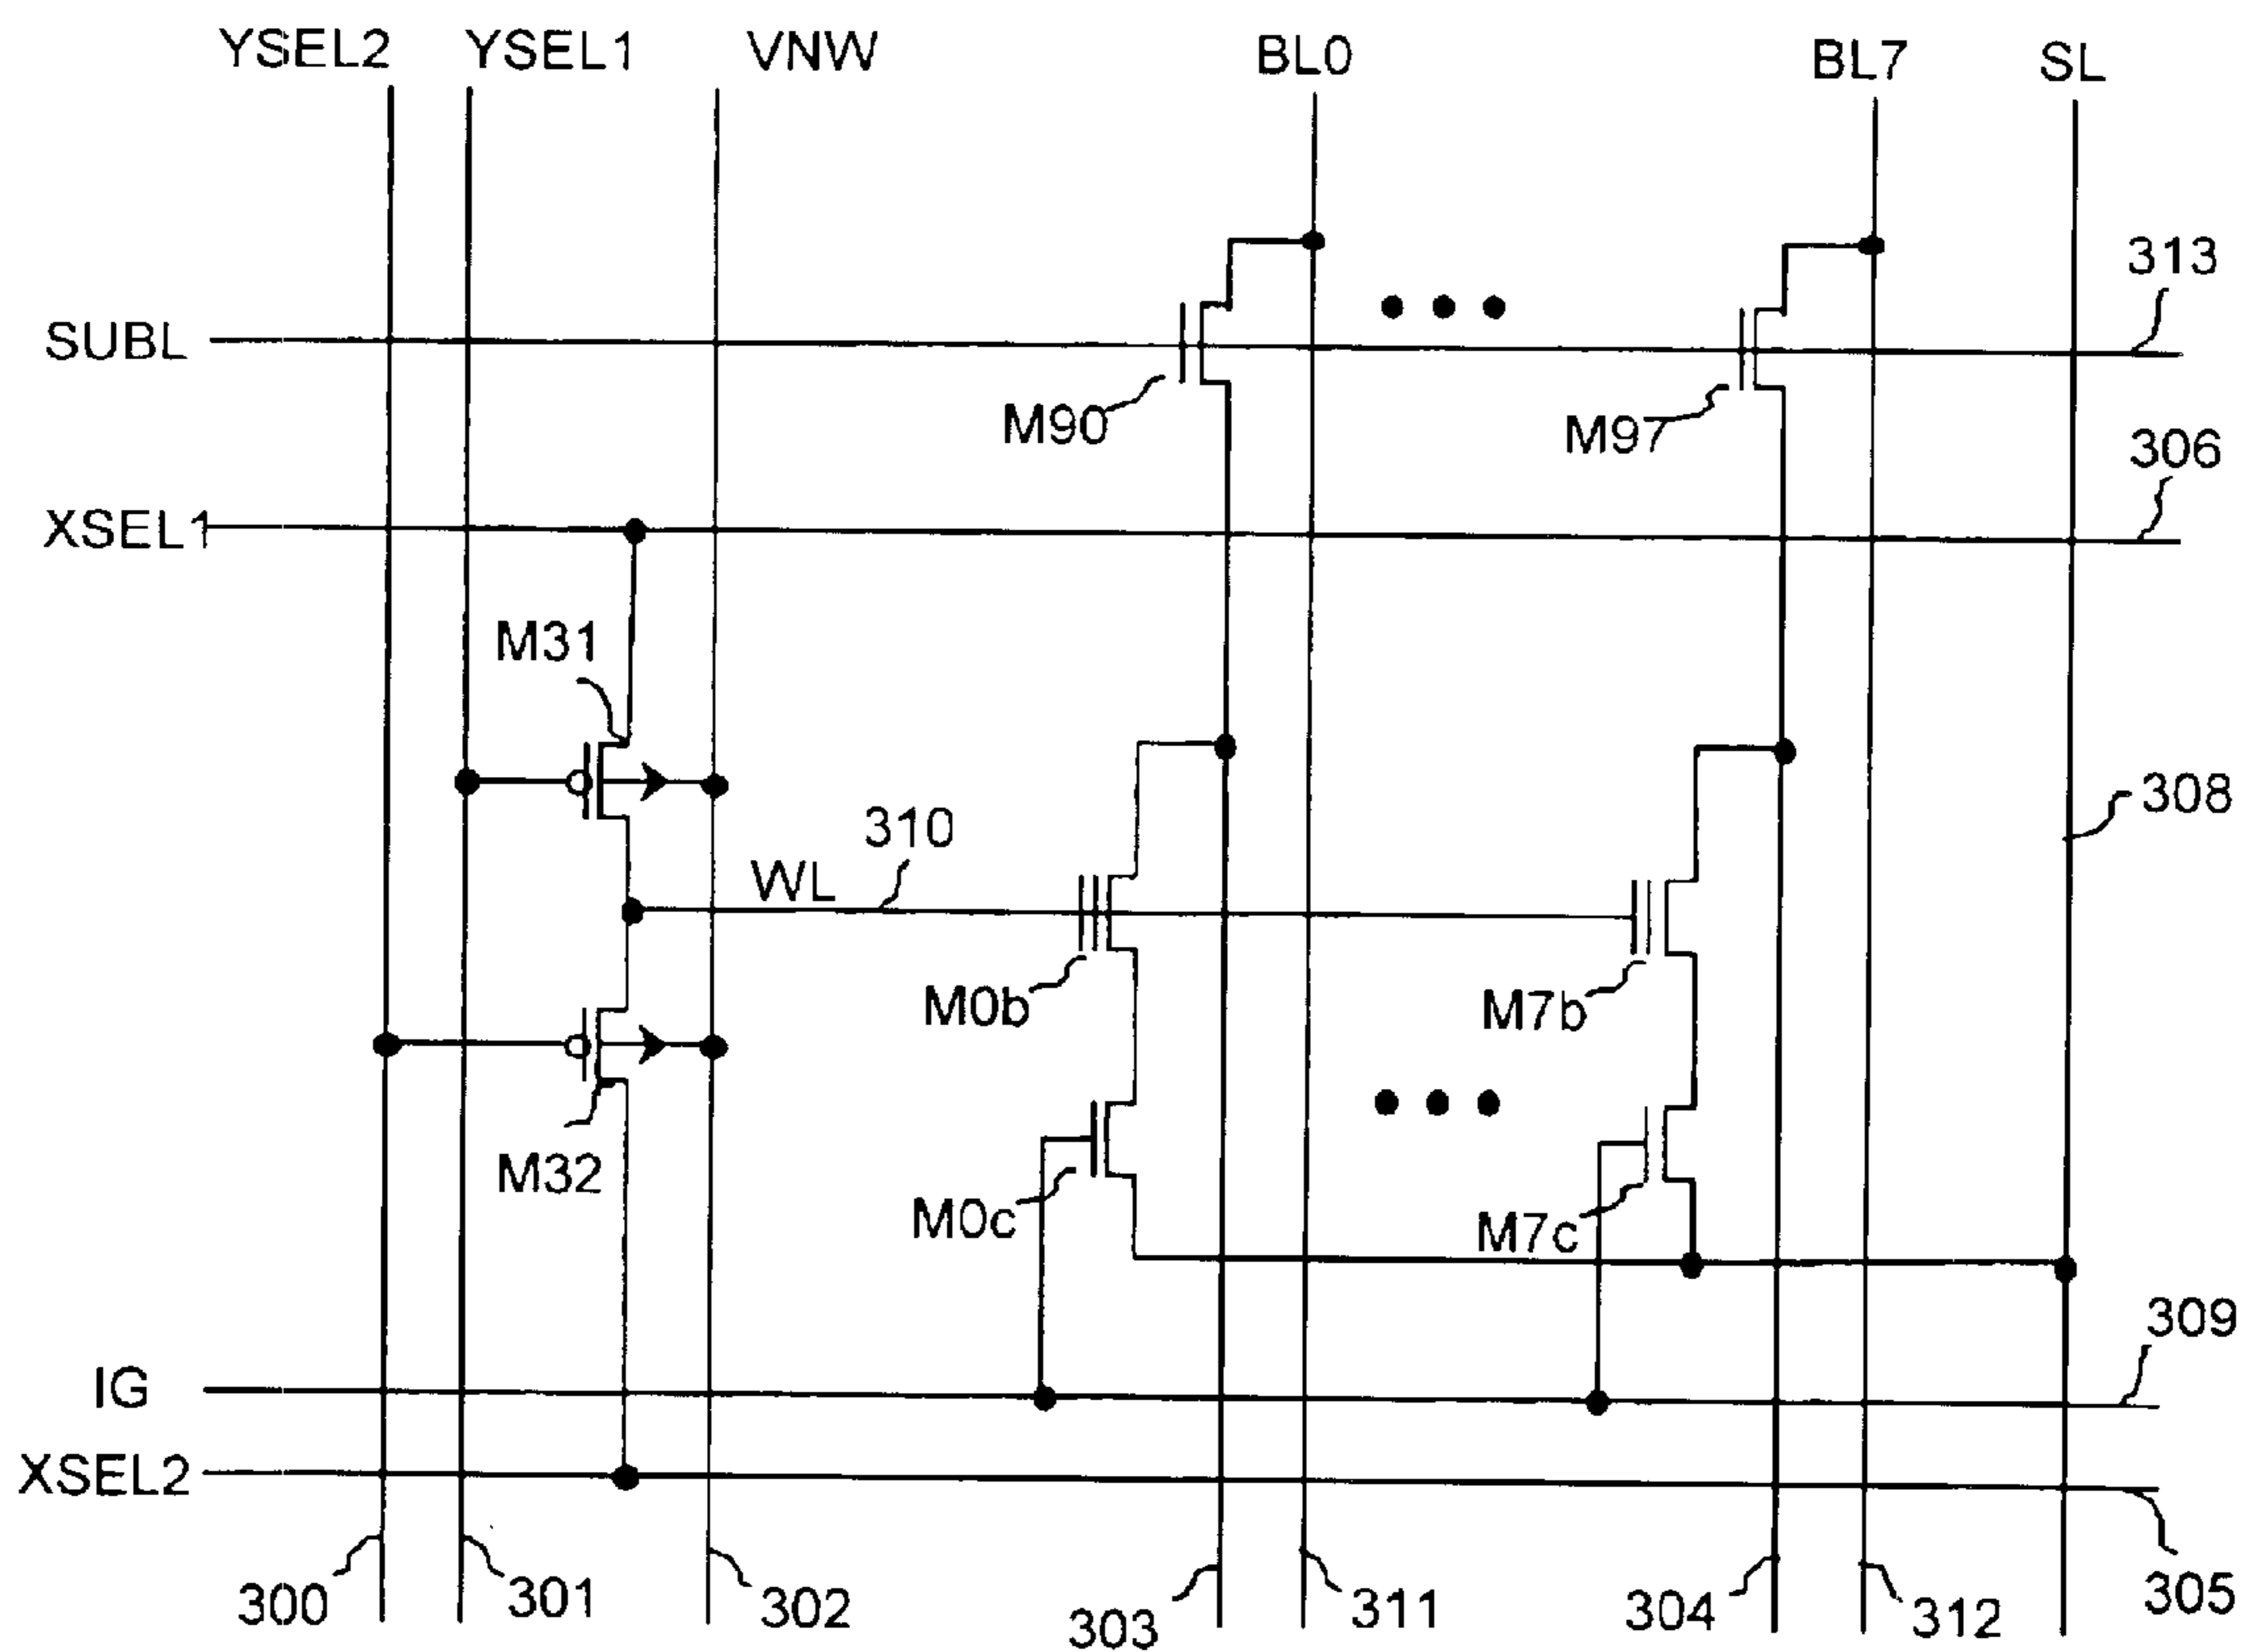 YSEL2 YSEL1 VNW BL0 BL7 SL
313
SUBL
M90 M97
306
XSEL1
M31
308
310
WL
M0b M7b
M32
M0c M7c
309
IG
XSEL2
300 301 302 303 311 304 312 305